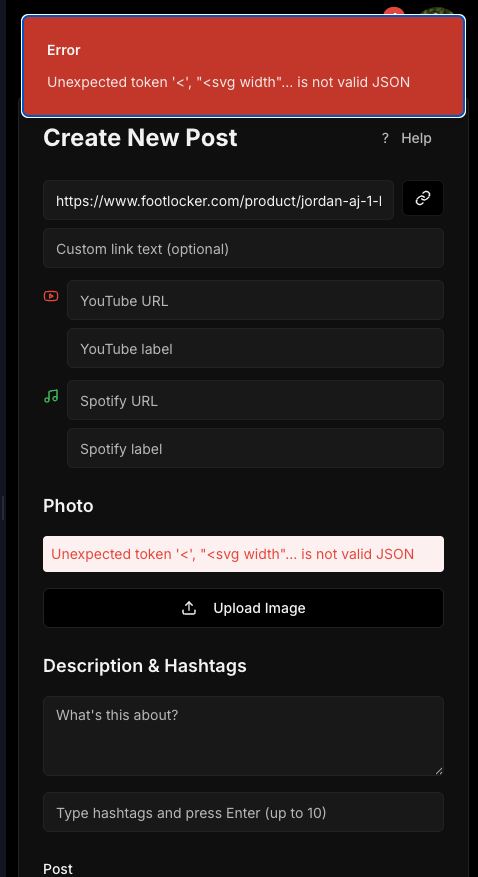 Error
Unexpected token '<', "<svg width"... is not valid JSON
Create New Post
? Help
https://www.footlocker.com/product/jordan-aj-1-l
Custom link text (optional)
YouTube URL
YouTube label
Spotify URL
Spotify label
Photo
Unexpected token '<', "<svg width"... is not valid JSON
Upload Image
Description & Hashtags
What's this about?
Type hashtags and press Enter (up to 10)
Post